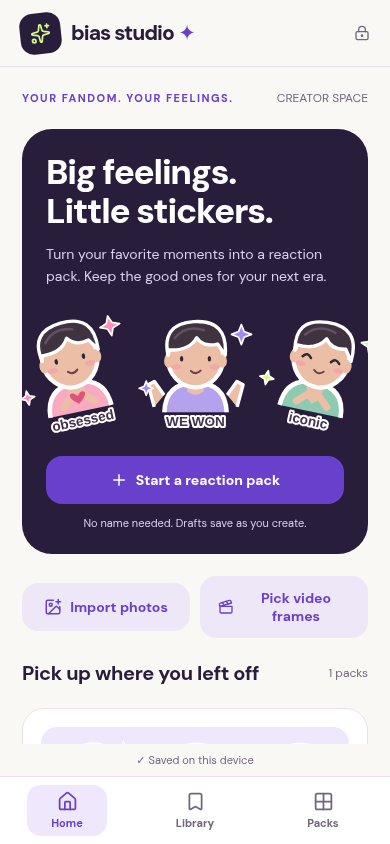 bias studio
YOUR FANDOM. YOUR FEELINGS.
CREATOR SPACE
Big feelings.
Little stickers.
Turn your favorite moments into a reaction
pack. Keep the good ones for your next era.
obsessed
WE WON
iconic
Start a reaction pack
No name needed. Drafts save as you create.
Import photos
Pick video
frames
Pick up where you left off
1 packs
✓ Saved on this device
Home
Library
Packs